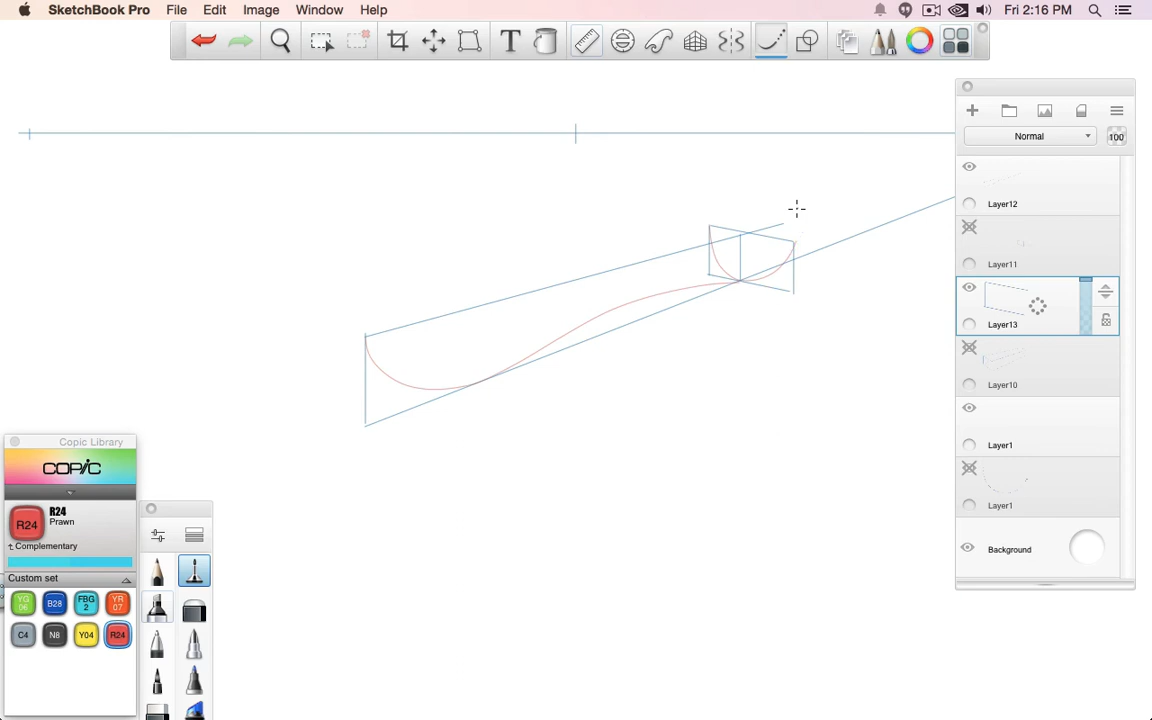 SketchBook Pro File Edit Image Window Help Fri 2:16 PM
T
Normal 100
Layer12
Layer11
Layer13
Layer10
Layer1
Layer1
Background
Copic Library
COPIC
R24 R24
Prawn
Complementary
Custom set
YG 06 B28 FBG 2 YR 07
C4 N8 Y04 R24